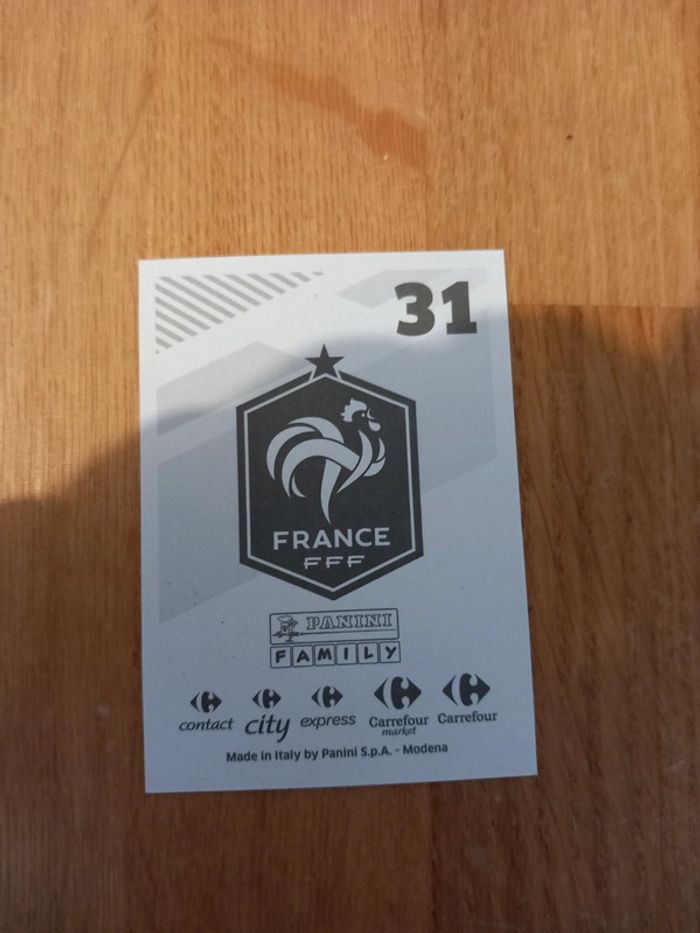 31
FRANCE
FFF
PANINI
FAMILY
contact city express Carrefour market Carrefour
Made in Italy by Panini S.p.A. - Modena